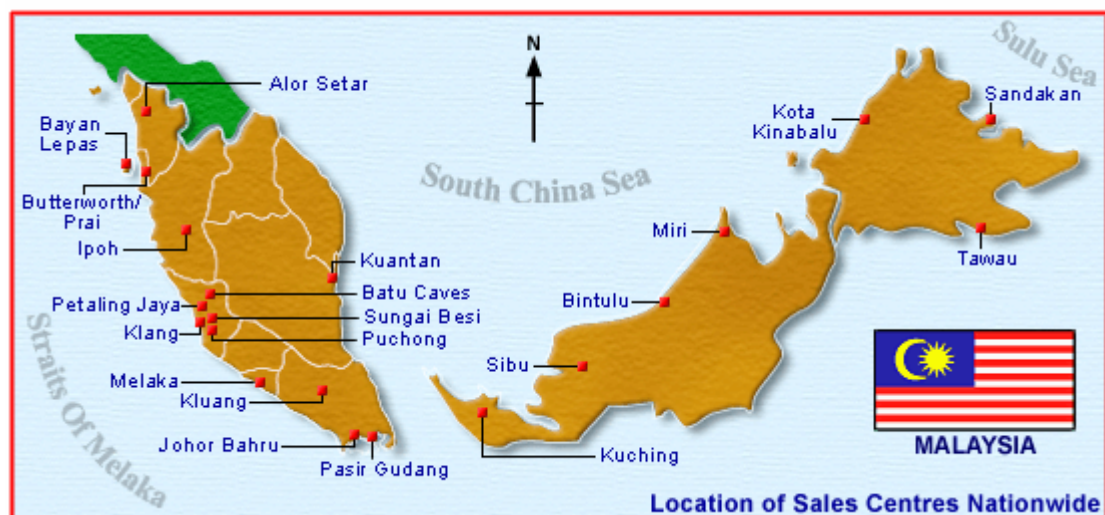 N
Sulu Sea
Alor Setar
Sandakan
Kota
Kinabalu
Bayan
Lepas
South China Sea
Butterworth/
Prai
Ipoh
Miri
Kuantan
Tawau
Batu Caves
Petaling Jaya
Bintulu
Sungai Besi
Klang
Puchong
Straits Of Melaka
Sibu
Melaka
Kluang
Johor Bahru
MALAYSIA
Kuching
Pasir Gudang
Location of Sales Centres Nationwide